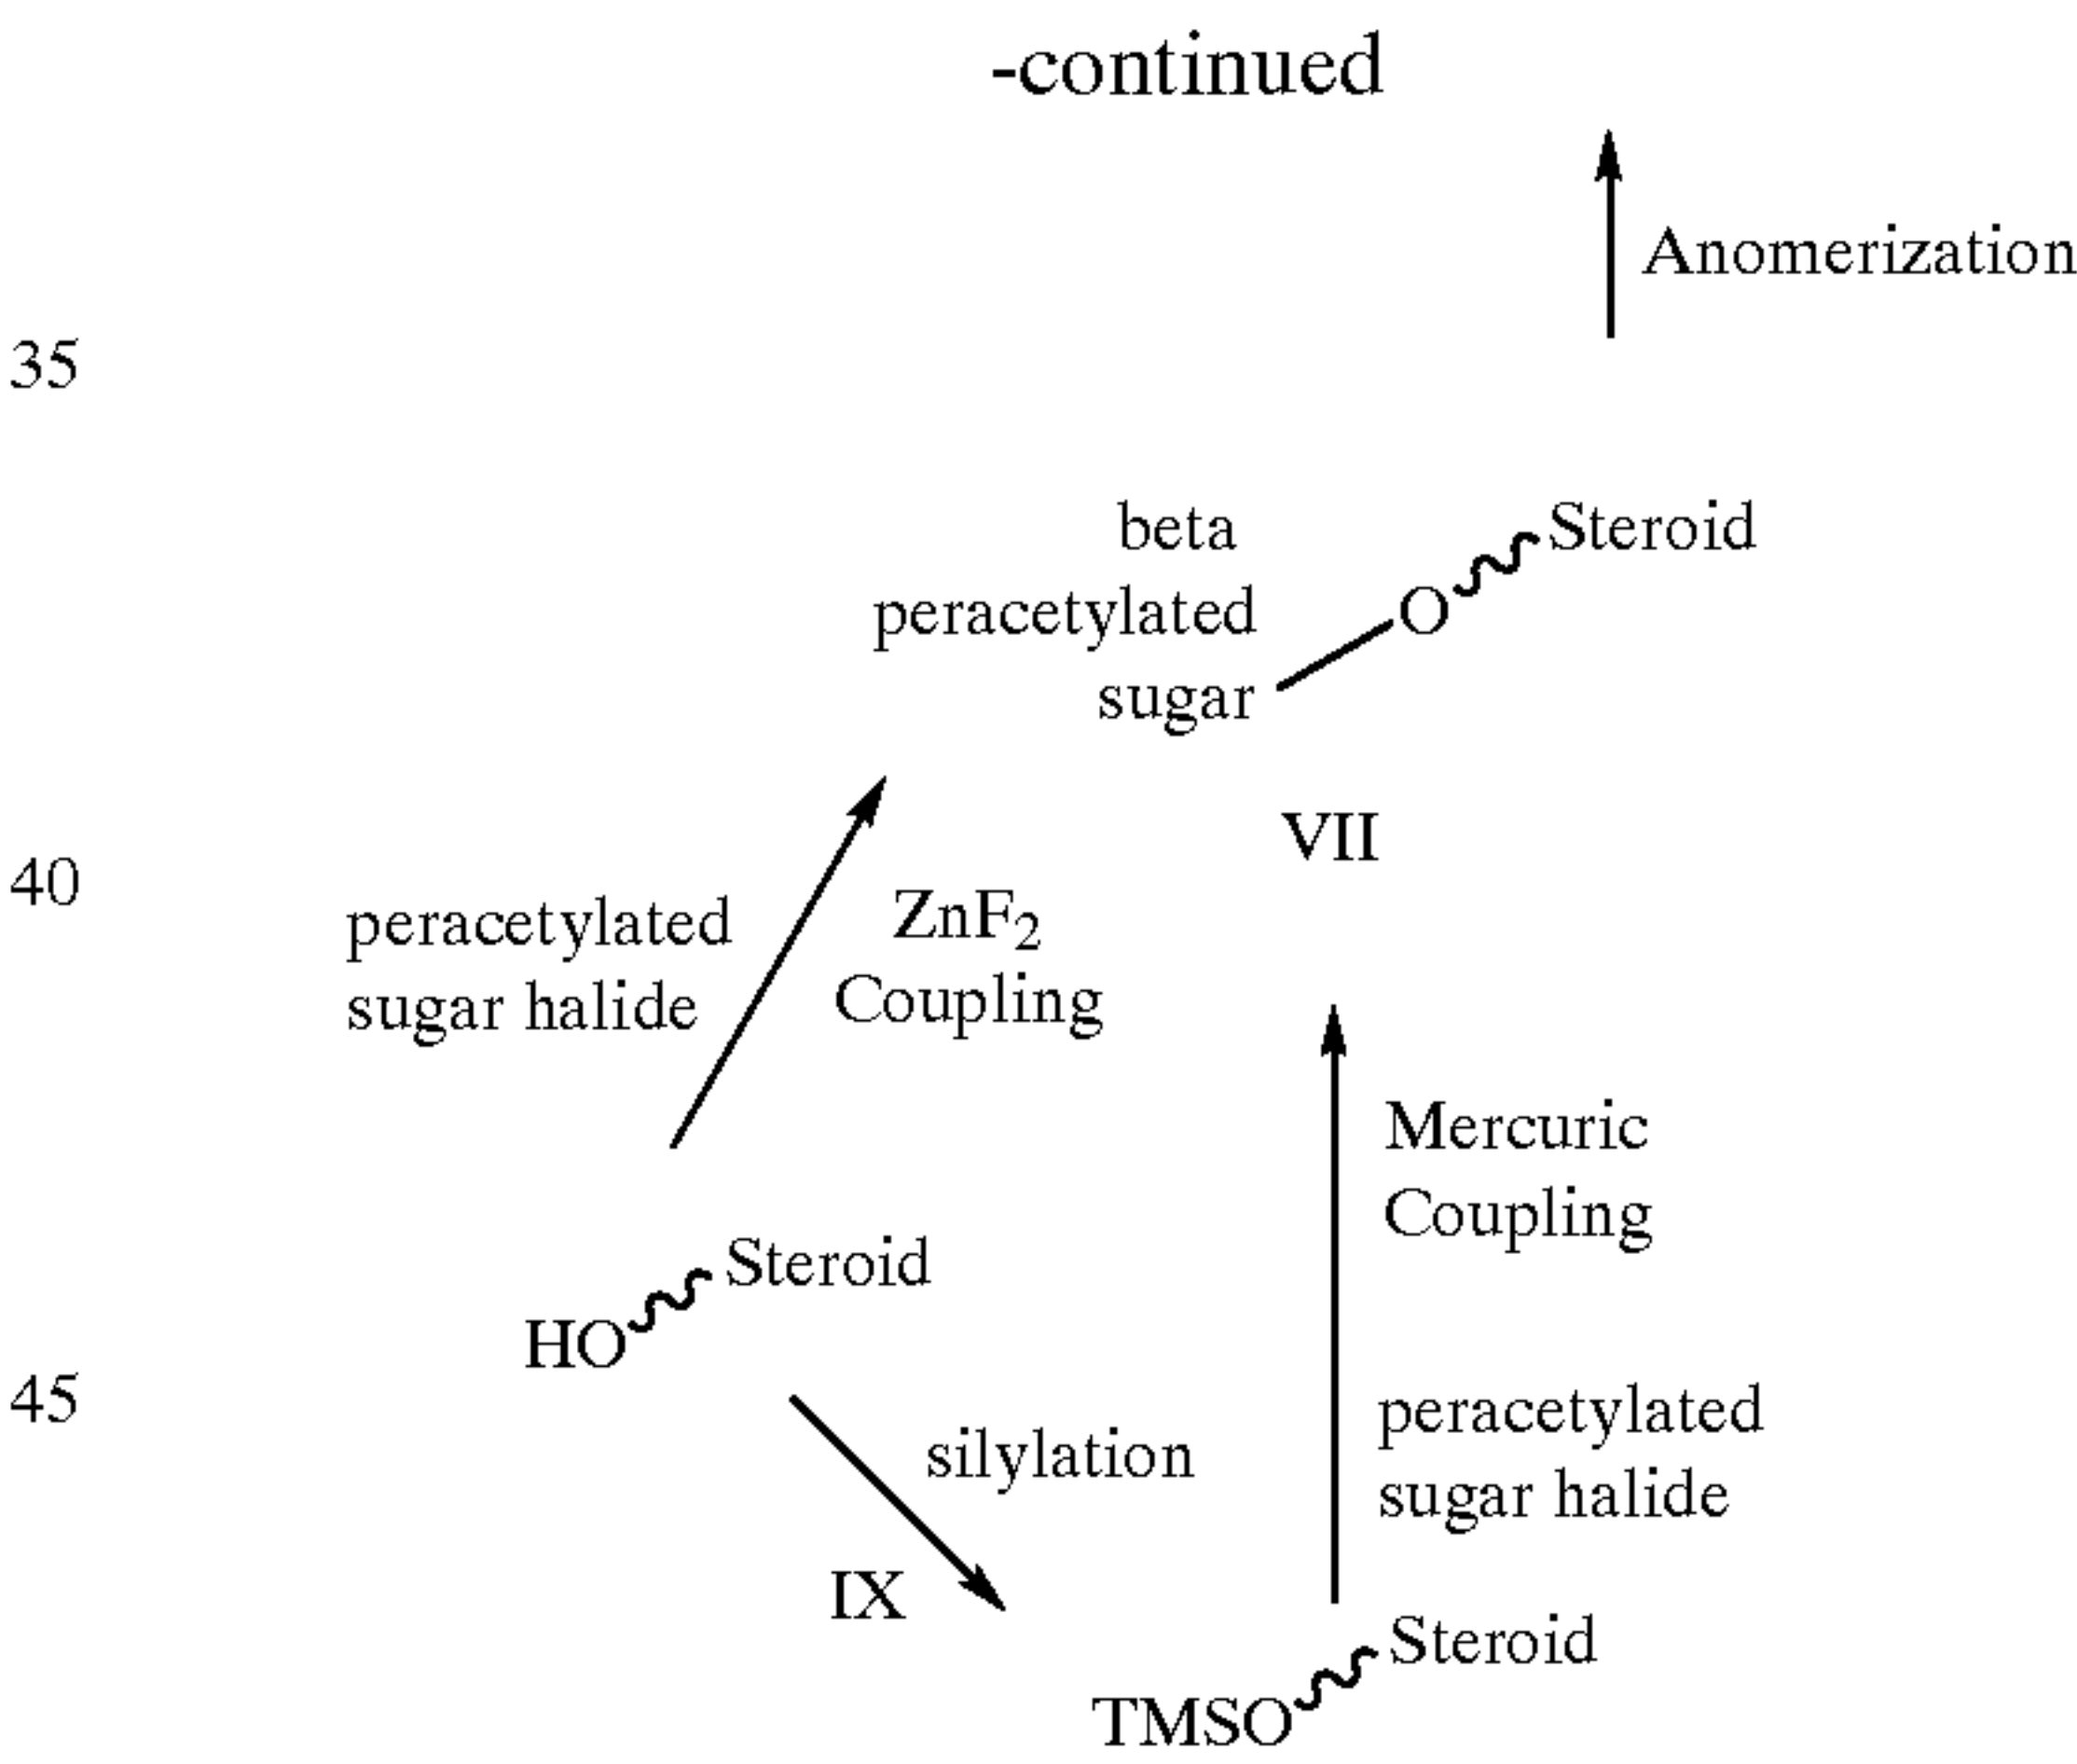 -continued
Anomerization
35
beta
peracetylated
sugar
O
Steroid
VII
40
peracetylated
sugar halide
ZnF2
Coupling
Mercuric
Coupling
Steroid
HO
45
silylation
peracetylated
sugar halide
IX
Steroid
TMSO